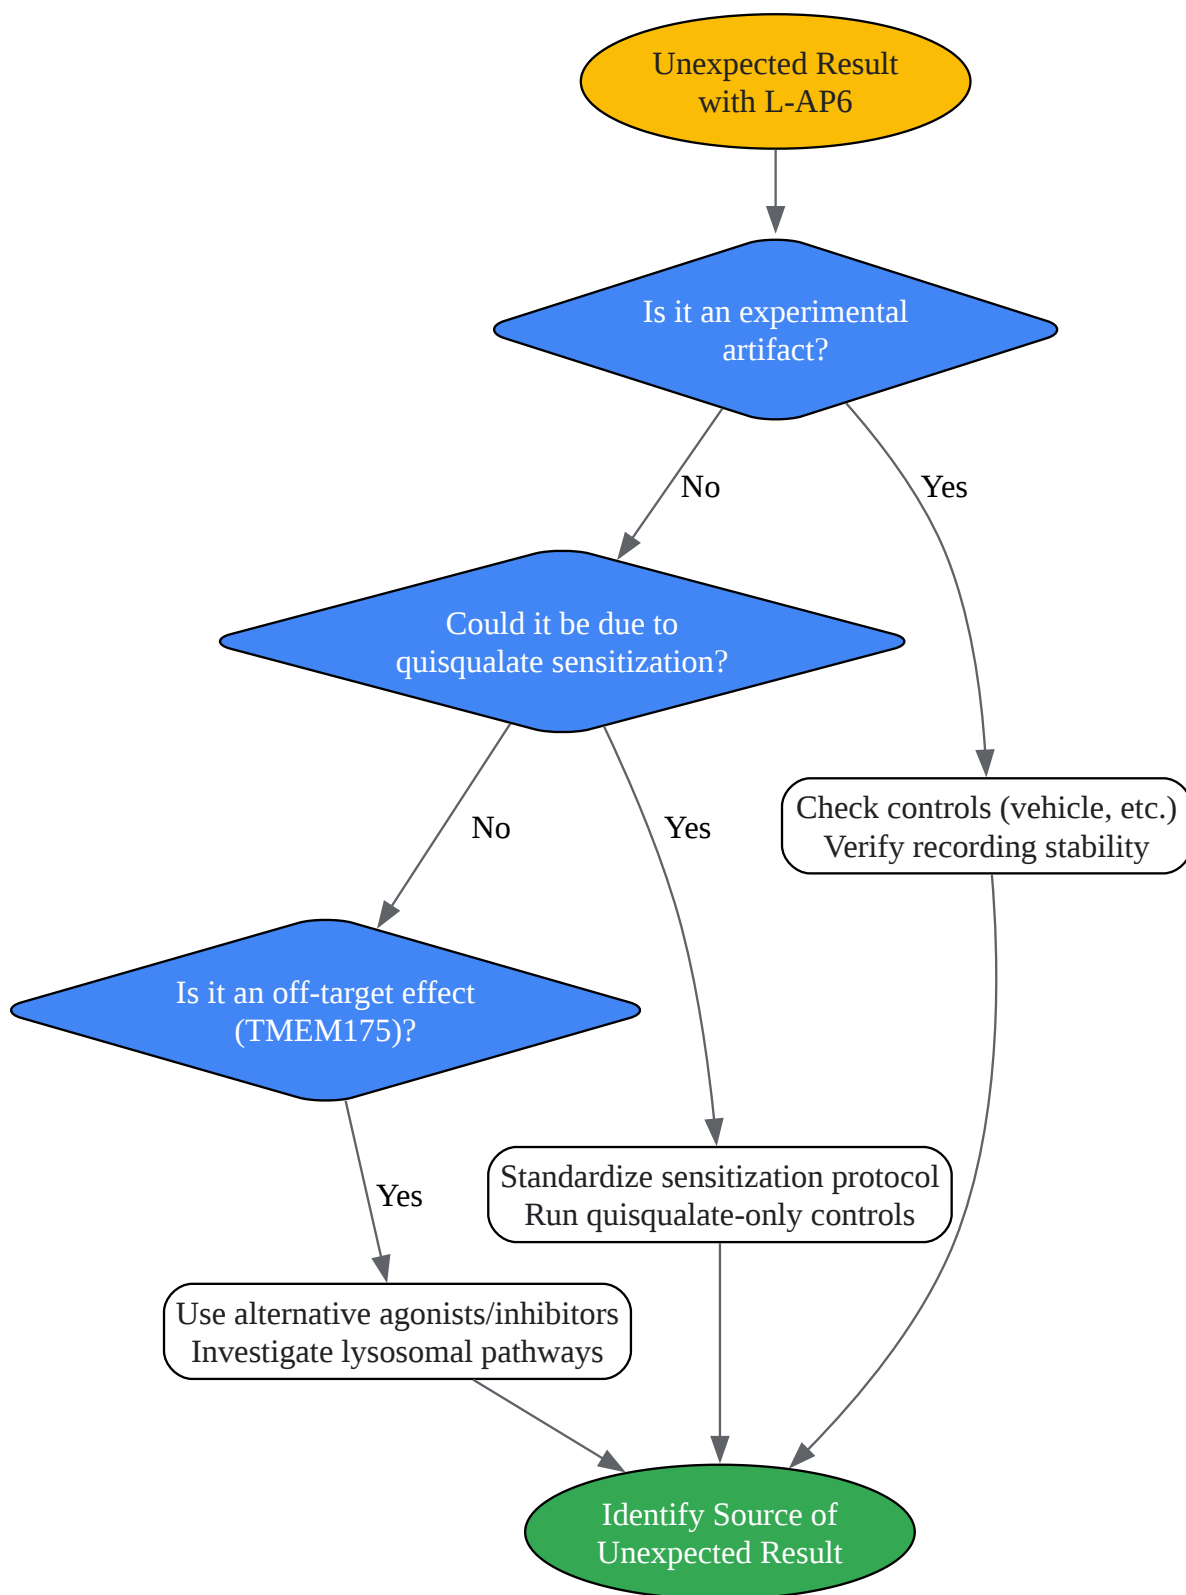 Unexpected Result
with L-AP6
Is it an experimental
artifact?
No
Yes
Could it be due to
quisqualate sensitization?
No
Yes
Check controls (vehicle, etc.)
Verify recording stability
Is it an off-target effect
(TMEM175)?
Yes
Standardize sensitization protocol
Run quisqualate-only controls
Use alternative agonists/inhibitors
Investigate lysosomal pathways
Identify Source of
Unexpected Result